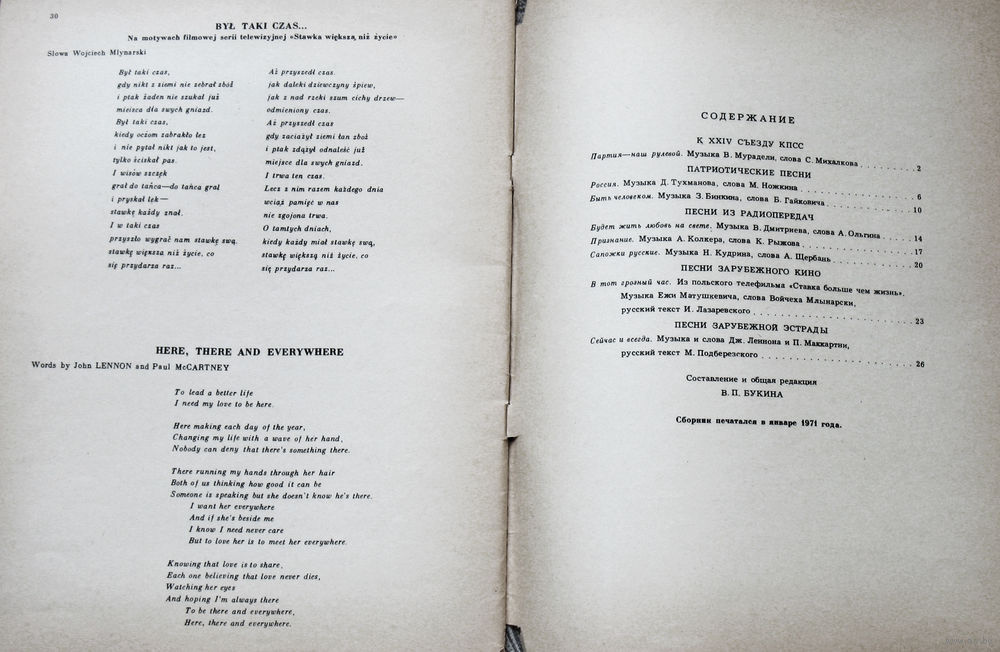 30
BYŁ TAKI CZAS...
Na motywach filmowej serii telewizyjnej «Stawka większą niż życie»
Slowa Wojciech Młynarski
Był taki czas,
gdy nikt z ziemi nie zebrał zbóż
i ptak żaden nie szukał już
miejsca dla swych gniazd.
Był taki czas,
kiedy oczom zabrakło łez
i nie pytał nikt jak to jest,
tylko ściskał pas.
I wisów szczęk
grał do tańca—do tańca grał
i pryskał lęk—
stawkę każdy znał.
I w taki czas
przyszło wygrać nam stawkę swą,
stawkę większą niż życie, co
się przydarza raz...
Aż przyszedł czas
jak daleki dziewczyny śpiew,
jak z nad rzeki szum cichy drzew—
odmieniony czas.
Aż przyszedł czas
gdy zaciążył ziemi łan zbóż
i ptak zdążył odnaleźć już
miejsce dla swych gniazd.
I trwa ten czas.
Lecz z nim razem każdego dnia
wciąż pamięć w nas
nie zgojona trwa.
O tamtych dniach,
kiedy każdy miał stawkę swą,
stawkę większą niż życie, co
się przydarza raz...
HERE, THERE AND EVERYWHERE
Words by John LENNON and Paul McCARTNEY
To lead a better life
I need my love to be here.
Here making each day of the year,
Changing my life with a wave of her hand,
Nobody can deny that there's something there.
There running my hands through her hair
Both of us thinking how good it can be
Someone is speaking but she doesn't know he's there.
I want her everywhere
And if she's beside me
I know I need never care
But to love her is to meet her everywhere.
Knowing that love is to share,
Each one believing that love never dies,
Watching her eyes
And hoping I'm always there
To be there and everywhere,
Here, there and everywhere.
СОДЕРЖАНИЕ
К XXIV СЪЕЗДУ КПСС
Партия—наш рулевой. Музыка В. Мурадели, слова С. Михалкова . . . . . . . 2
ПАТРИОТИЧЕСКИЕ ПЕСНИ
Россия. Музыка Д. Тухманова, слова М. Ножкина . . . . . . . . . . . . . 6
Быть человеком. Музыка З. Бинкина, слова В. Гайковича . . . . . . . . . . 10
ПЕСНИ ИЗ РАДИОПЕРЕДАЧ
Будет жить любовь на свете. Музыка В. Дмитриева, слова А. Ольгина . . . . 14
Признание. Музыка А. Колкера, слова К. Рыжова . . . . . . . . . . . . . 17
Сапожки русские. Музыка Н. Кудрина, слова А. Щербань . . . . . . . . . . 20
ПЕСНИ ЗАРУБЕЖНОГО КИНО
В тот грозный час. Из польского телефильма «Ставка больше чем жизнь».
Музыка Ежи Матушкевича, слова Войчеха Млынарски,
русский текст И. Лазаревского . . . . . . . . . . . . . . . . . . . 23
ПЕСНИ ЗАРУБЕЖНОЙ ЭСТРАДЫ
Сейчас и всегда. Музыка и слова Дж. Леннона и П. Маккартни,
русский текст М. Подберезского . . . . . . . . . . . . . . . . . . . 26
Составление и общая редакция
В. П. БУКИНА
Сборник печатался в январе 1971 года.